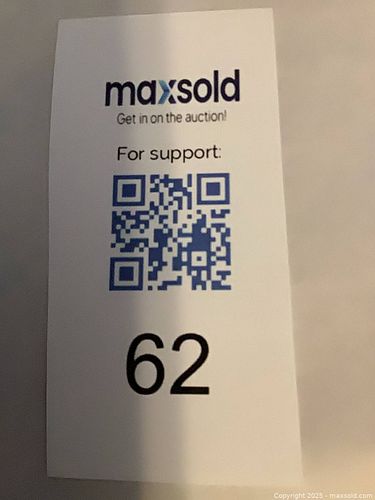 maxsold
Get in on the auction!
For support:
62
Copyright 2025 - maxsold.com